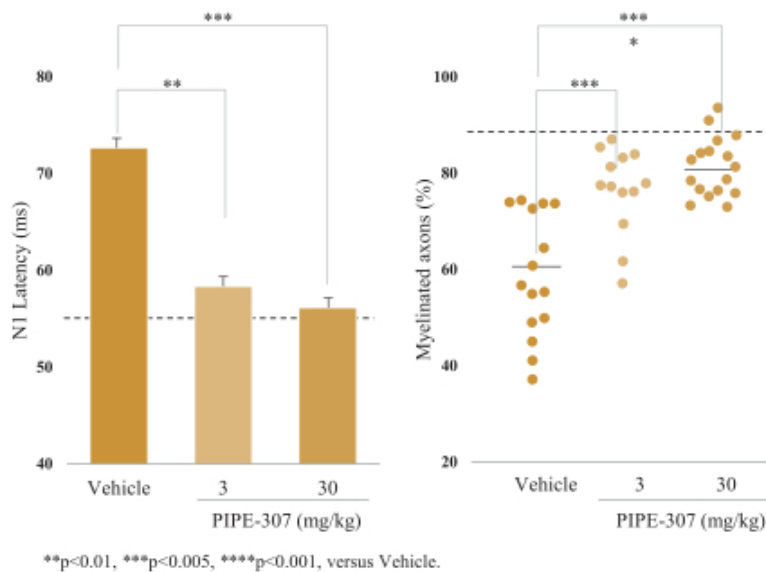 ***
**
N1 Latency (ms)
80
70
60
50
40
Vehicle
3
30
PIPE-307 (mg/kg)
***
*
***
Myelinated axons (%)
100
80
60
40
20
Vehicle
3
30
PIPE-307 (mg/kg)
**p<0.01, ***p<0.005, ****p<0.001, versus Vehicle.